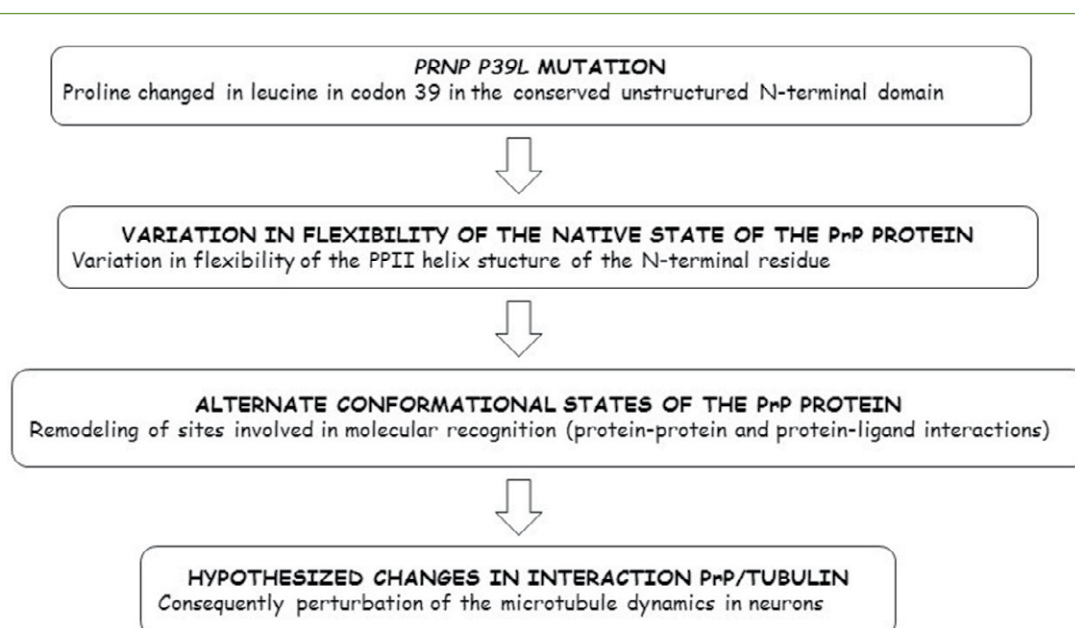 PRNP P39L MUTATION
Proline changed in leucine in codon 39 in the conserved unstructured N-terminal domain
VARIATION IN FLEXIBILITY OF THE NATIVE STATE OF THE PrP PROTEIN
Variation in flexibility of the PPII helix stucture of the N-terminal residue
ALTERNATE CONFORMATIONAL STATES OF THE PrP PROTEIN
Remodeling of sites involved in molecular recognition (protein-protein and protein-ligand interactions)
HYPOTHESIZED CHANGES IN INTERACTION PrP/TUBULIN
Consequently perturbation of the microtubule dynamics in neurons